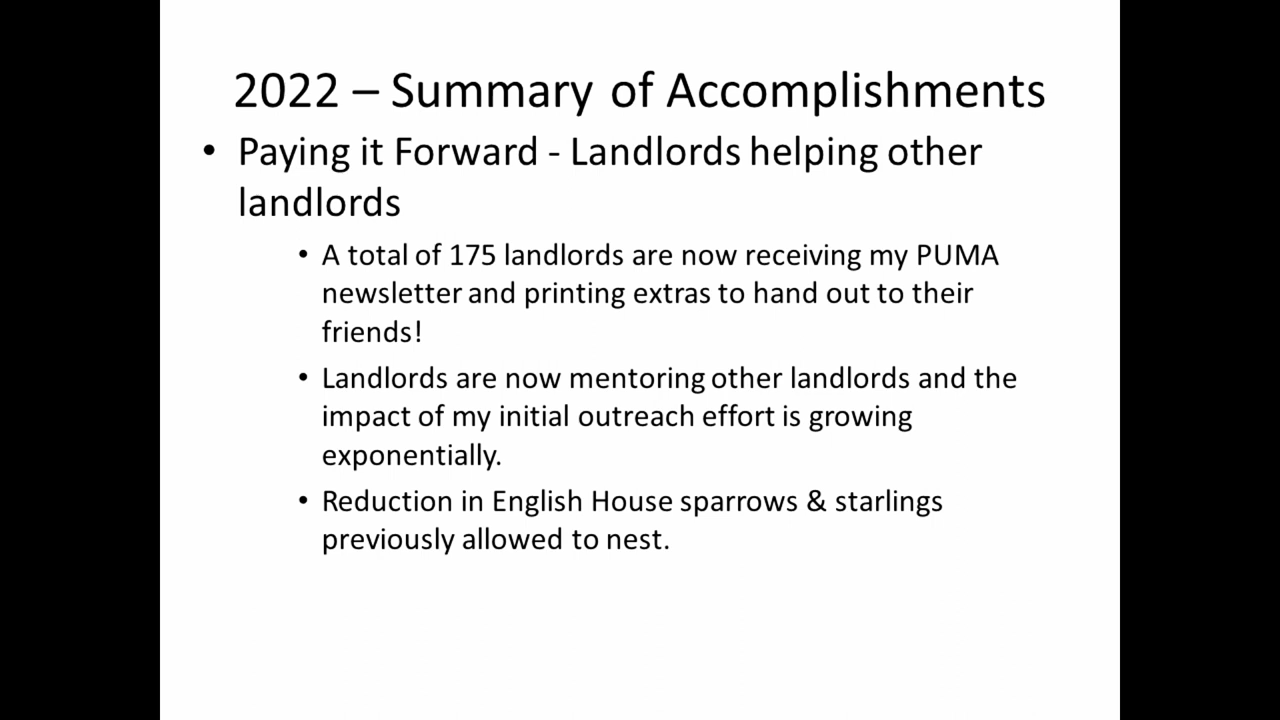 2022 – Summary of Accomplishments
• Paying it Forward - Landlords helping other
landlords
• A total of 175 landlords are now receiving my PUMA
newsletter and printing extras to hand out to their
friends!
• Landlords are now mentoring other landlords and the
impact of my initial outreach effort is growing
exponentially.
• Reduction in English House sparrows & starlings
previously allowed to nest.